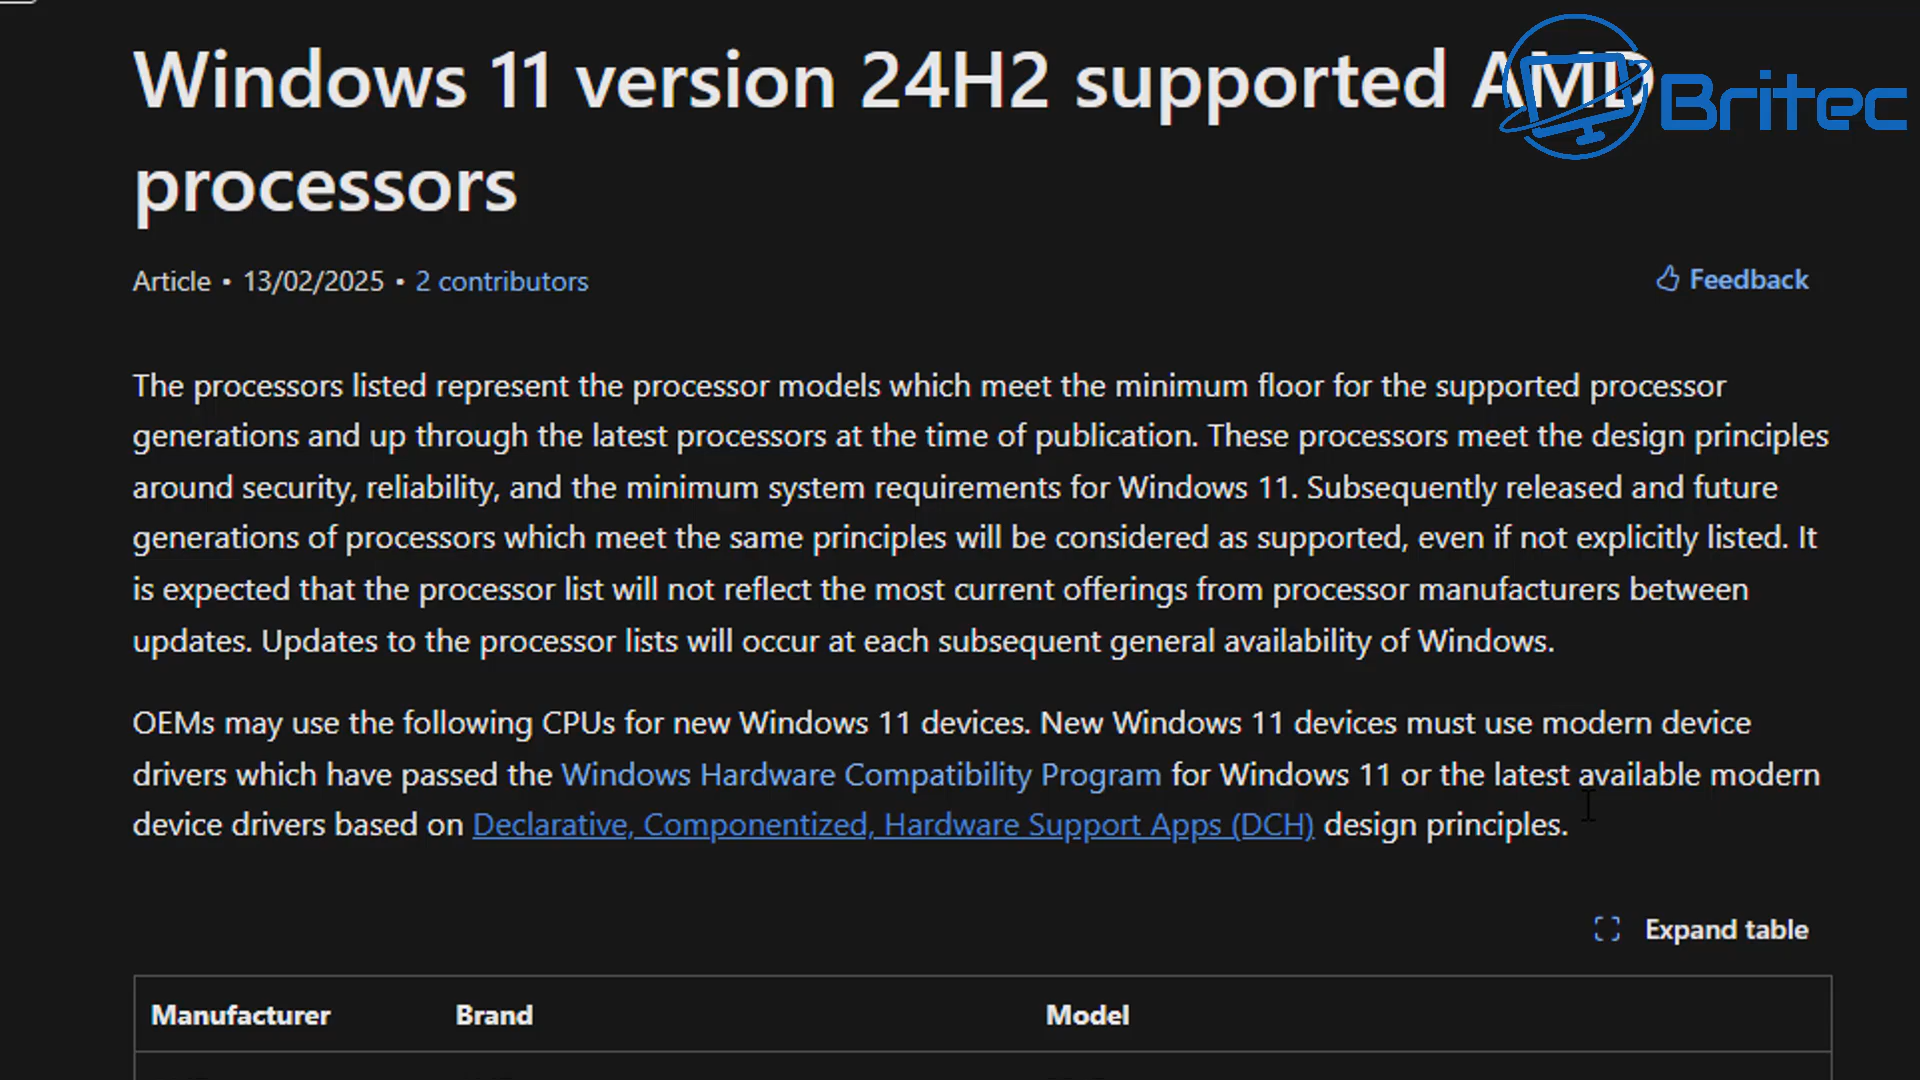 Windows 11 version 24H2 supported AMD
Britec
processors
Article • 13/02/2025 • 2 contributors
Feedback
The processors listed represent the processor models which meet the minimum floor for the supported processor
generations and up through the latest processors at the time of publication. These processors meet the design principles
around security, reliability, and the minimum system requirements for Windows 11. Subsequently released and future
generations of processors which meet the same principles will be considered as supported, even if not explicitly listed. It
is expected that the processor list will not reflect the most current offerings from processor manufacturers between
updates. Updates to the processor lists will occur at each subsequent general availability of Windows.
OEMs may use the following CPUs for new Windows 11 devices. New Windows 11 devices must use modern device
drivers which have passed the Windows Hardware Compatibility Program for Windows 11 or the latest available modern
device drivers based on Declarative, Componentized, Hardware Support Apps (DCH) design principles.
Expand table
Manufacturer Brand Model